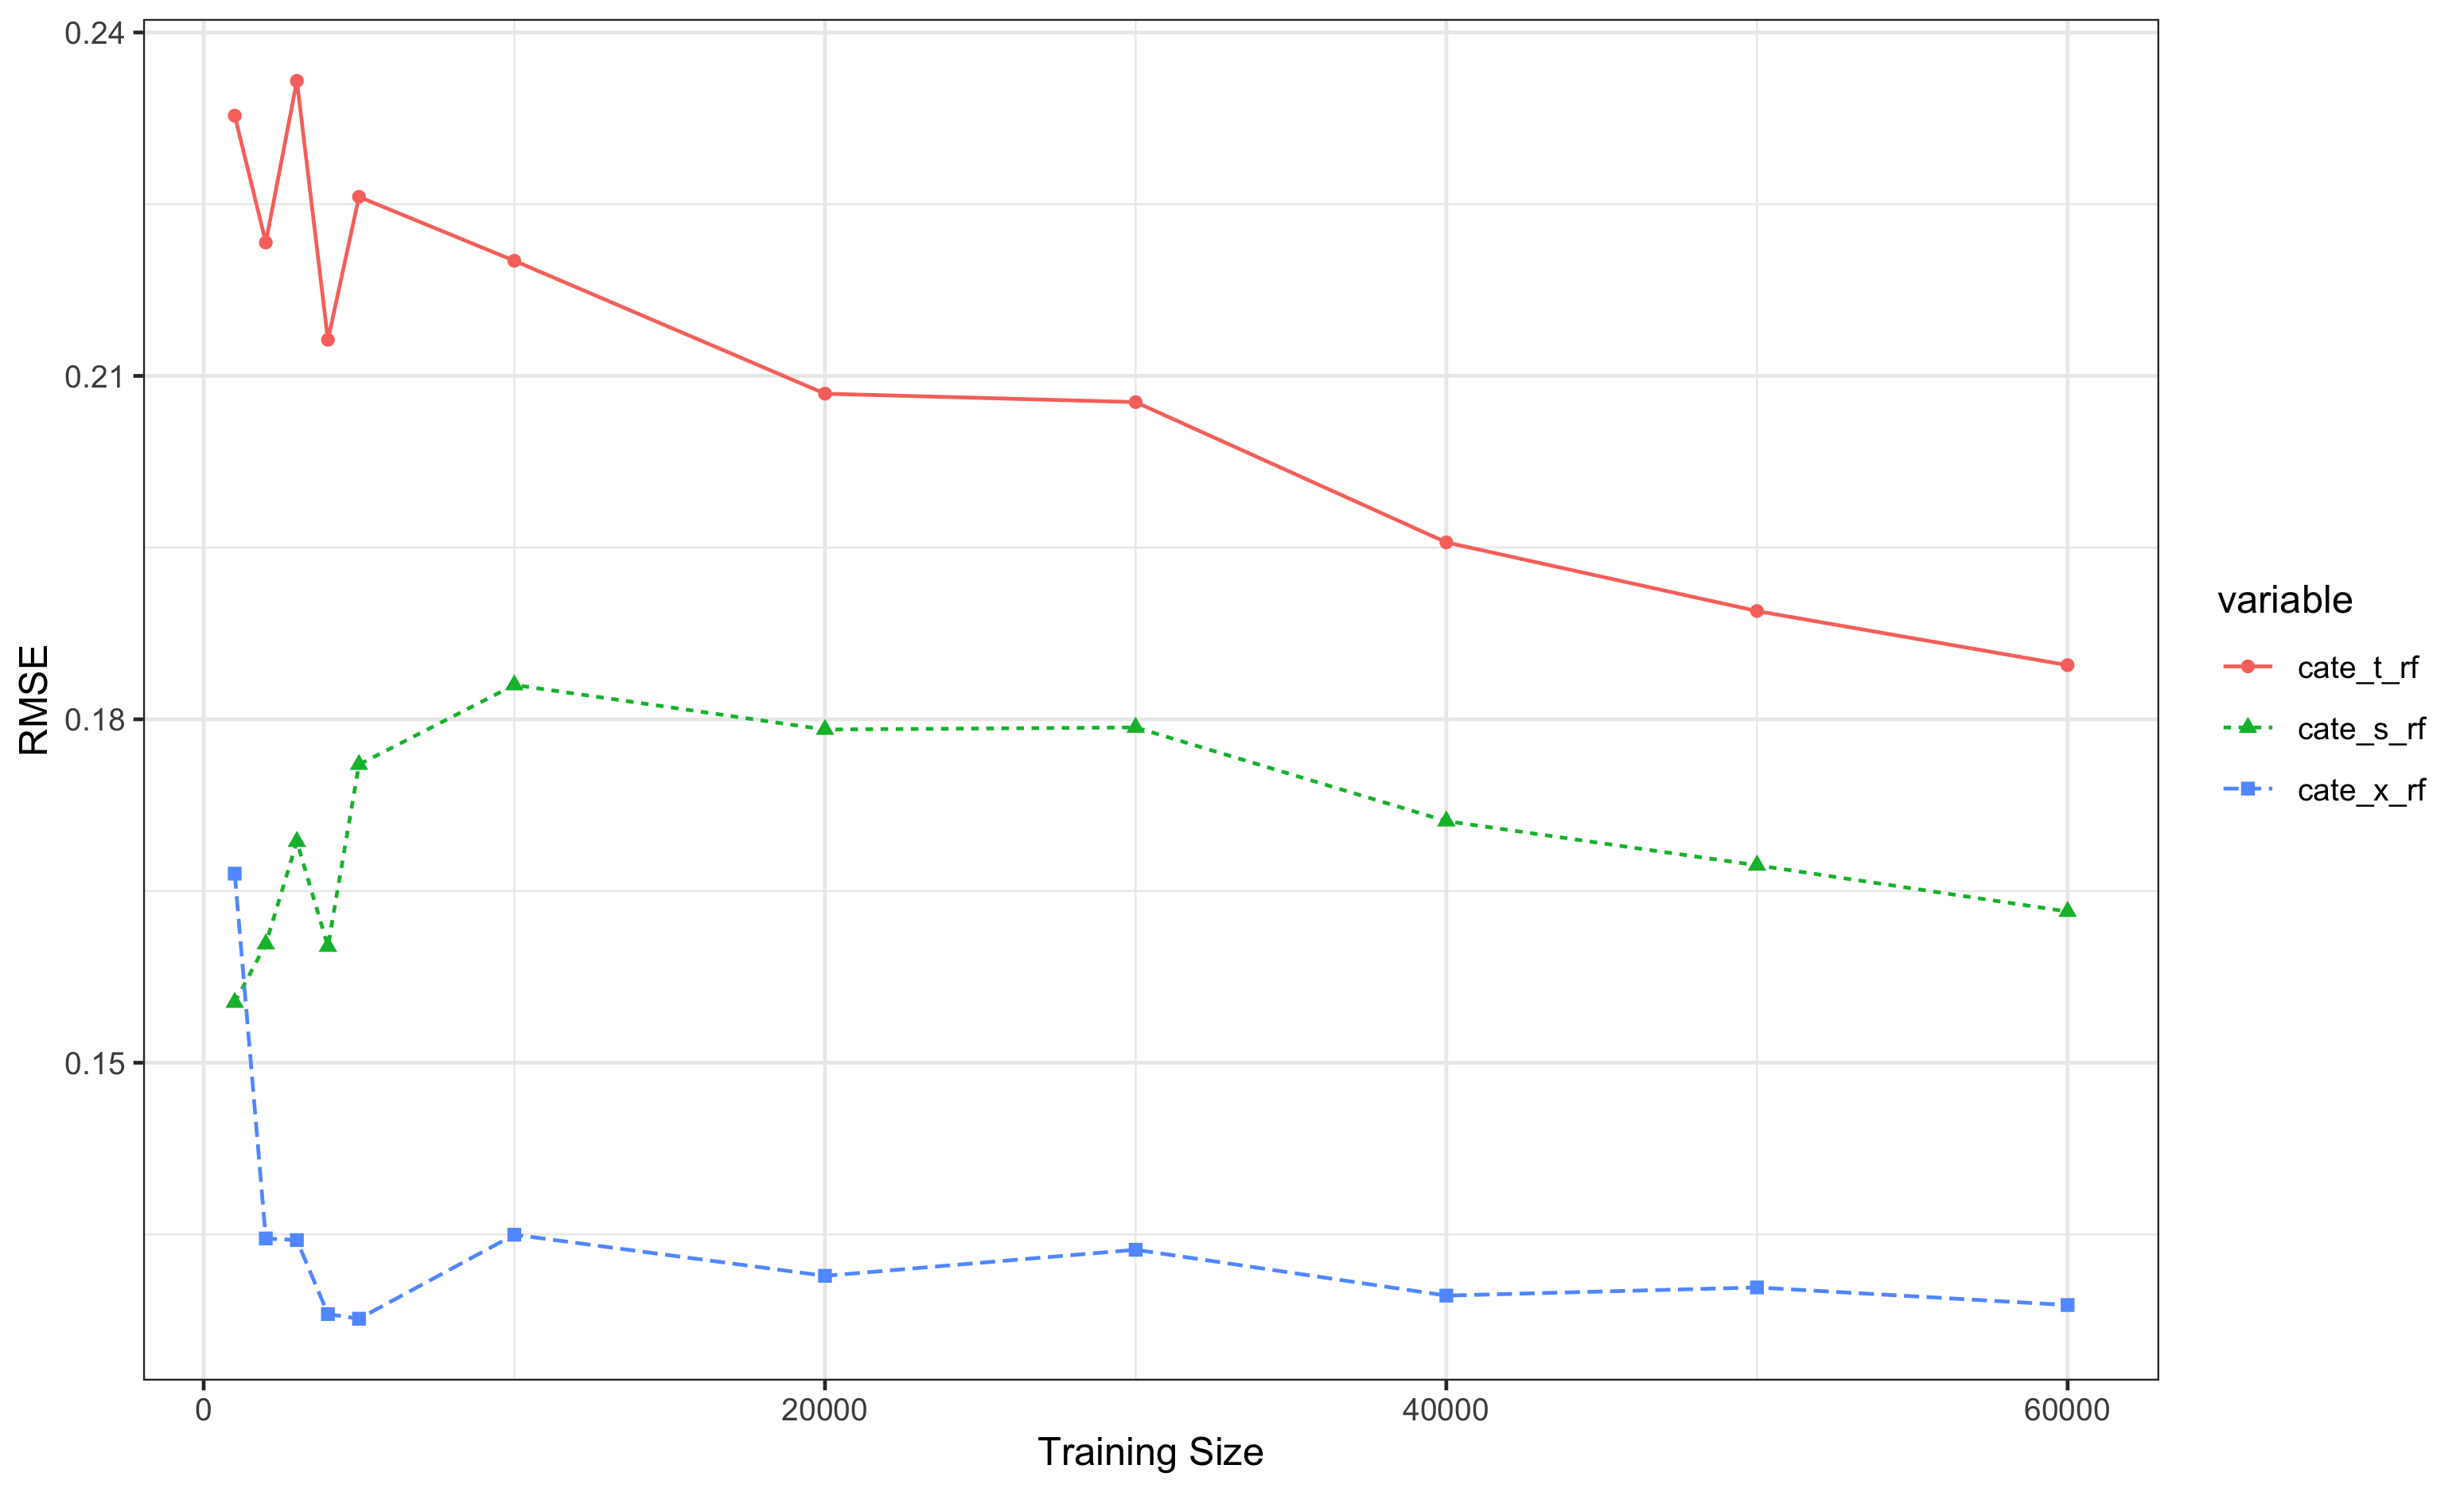 0.24
0.21
0.18
0.15
RMSE
0
20000
40000
60000
Training Size
variable
cate_t_rf
cate_s_rf
cate_x_rf